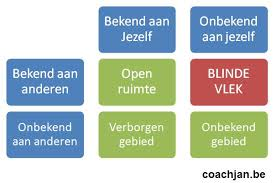 Bekend aan
Jezelf
Onbekend
aan jezelf
Bekend aan
anderen
Open
ruimte
BLINDE
VLEK
Onbekend
aan anderen
Verborgen
gebied
Onbekend
gebied
coachjan.be